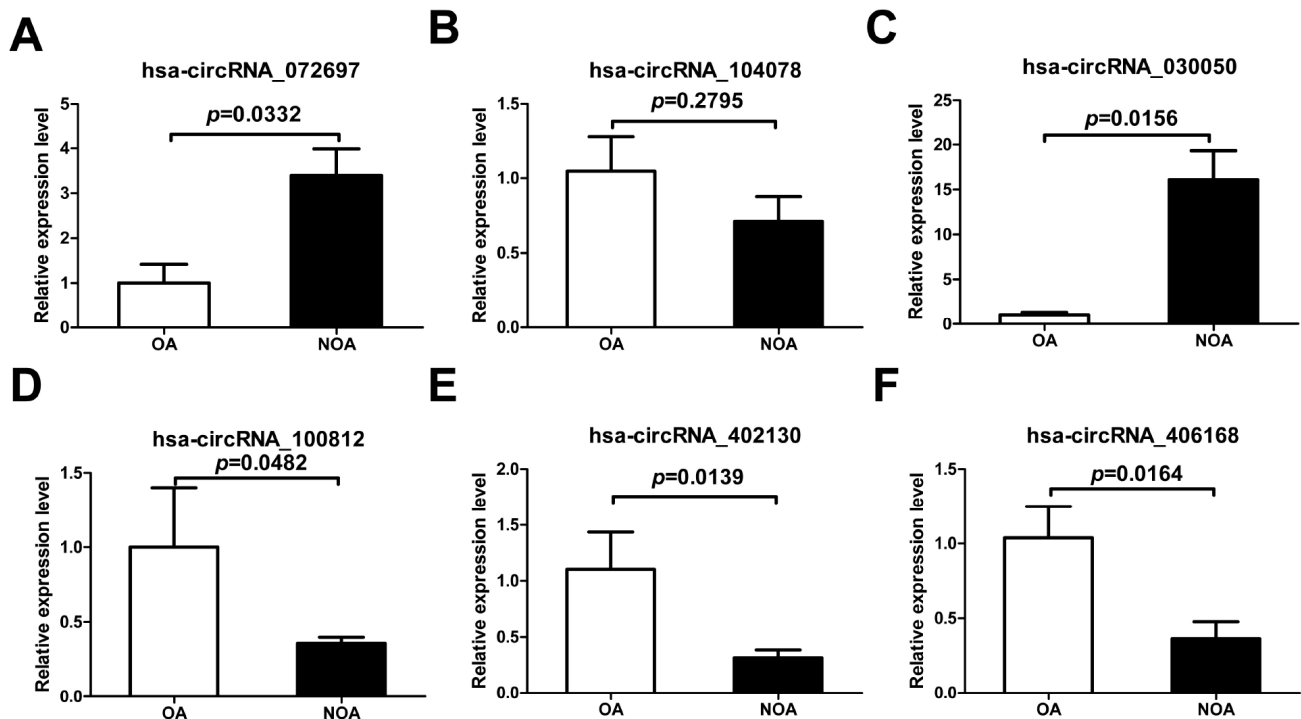 A
hsa-circRNA_072697
p=0.0332
Relative expression level
5
4
3
2
1
0
OA
NOA
B
hsa-circRNA_104078
p=0.2795
Relative expression level
1.5
1.0
0.5
0.0
OA
NOA
C
hsa-circRNA_030050
p=0.0156
Relative expression level
25
20
15
10
5
0
OA
NOA
D
hsa-circRNA_100812
p=0.0482
Relative expression level
1.5
1.0
0.5
0.0
OA
NOA
E
hsa-circRNA_402130
p=0.0139
Relative expression level
2.0
1.5
1.0
0.5
0.0
OA
NOA
F
hsa-circRNA_406168
p=0.0164
Relative expression level
1.5
1.0
0.5
0.0
OA
NOA